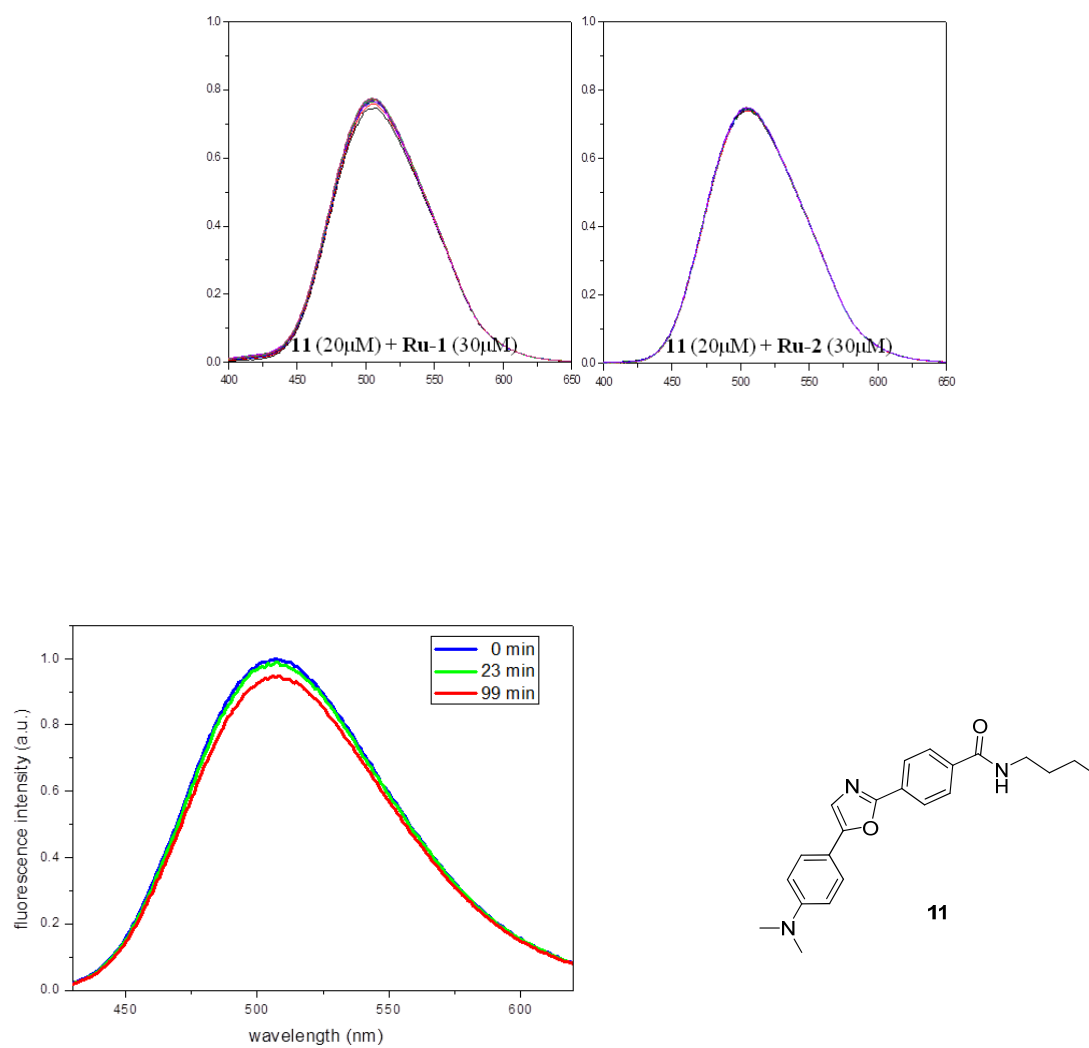 1.0
0.8
0.6
0.4
0.2
0.0
400 450 500 550 600 650
11 (20μM) + Ru-1 (30μM)
1.0
0.8
0.6
0.4
0.2
0.0
400 450 500 550 600 650
11 (20μM) + Ru-2 (30μM)
fluorescence intensity (a.u.)
1.0
0.8
0.6
0.4
0.2
0.0
450 500 550 600
wavelength (nm)
0 min
23 min
99 min
O
N
H
N
O
N
11